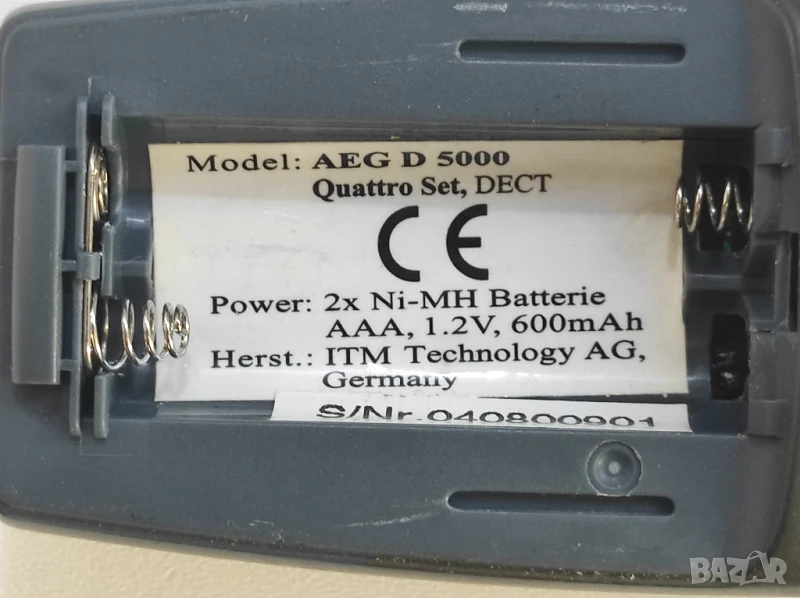 Model: AEG D 5000
Quattro Set, DECT
CE
Power: 2x Ni-MH Batterie
AAA, 1.2V, 600mAh
Herst.: ITM Technology AG,
Germany
S/Nr. 040800901
BAZAR